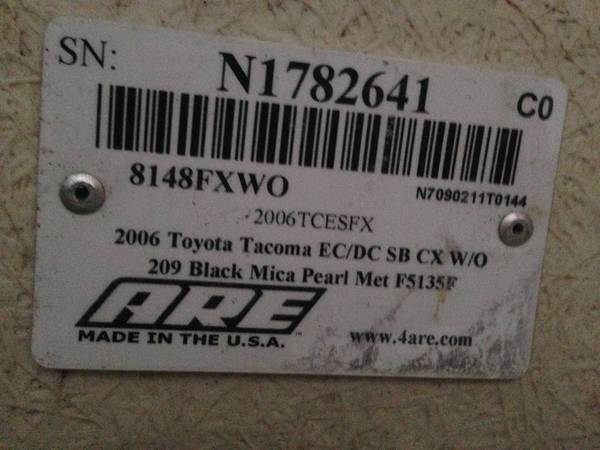 SN: N1782641 C0
8148FXWO N7090211T0144
2006TCESFX
2006 Toyota Tacoma EC/DC SB CX W/O
209 Black Mica Pearl Met F5135F
ARE™
MADE IN THE U.S.A. www.4are.com